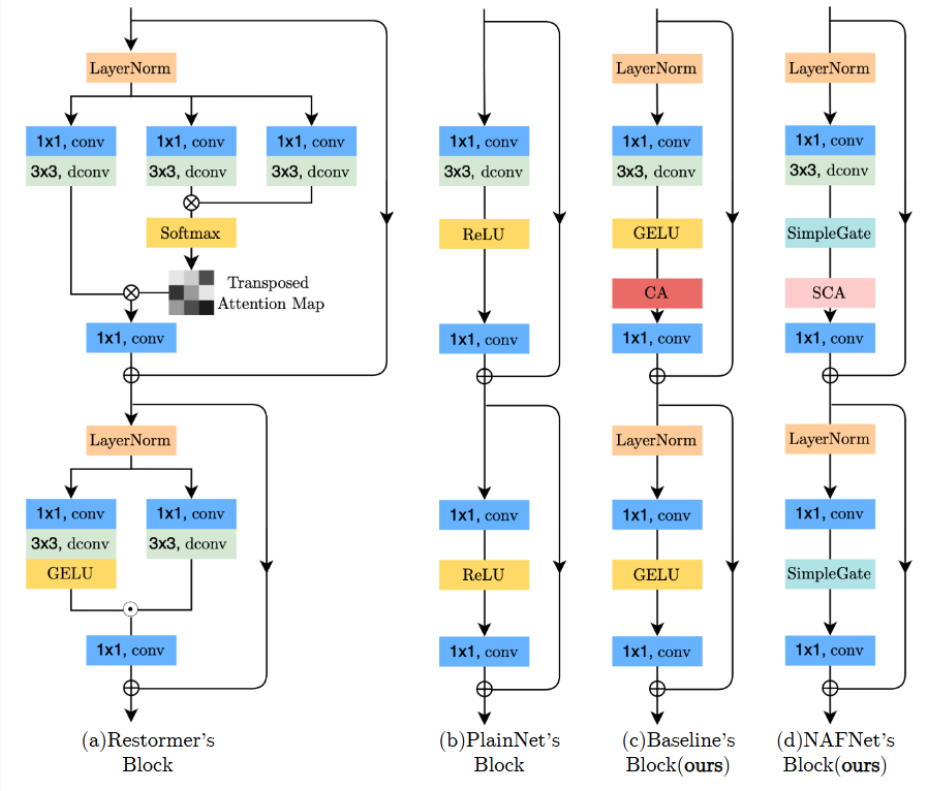 LayerNorm
1x1, conv
3x3, dconv
1x1, conv
3x3, dconv
1x1, conv
3x3, dconv
Softmax
Transposed
Attention Map
1x1, conv
LayerNorm
1x1, conv
3x3, dconv
GELU
1x1, conv
3x3, dconv
1x1, conv
(a)Restormer's
Block
1x1, conv
3x3, dconv
ReLU
1x1, conv
1x1, conv
ReLU
1x1, conv
(b)PlainNet's
Block
LayerNorm
1x1, conv
3x3, dconv
GELU
CA
1x1, conv
LayerNorm
1x1, conv
GELU
1x1, conv
(c)Baseline's
Block(ours)
LayerNorm
1x1, conv
3x3, dconv
SimpleGate
SCA
1x1, conv
LayerNorm
1x1, conv
SimpleGate
1x1, conv
(d)NAFNet's
Block(ours)